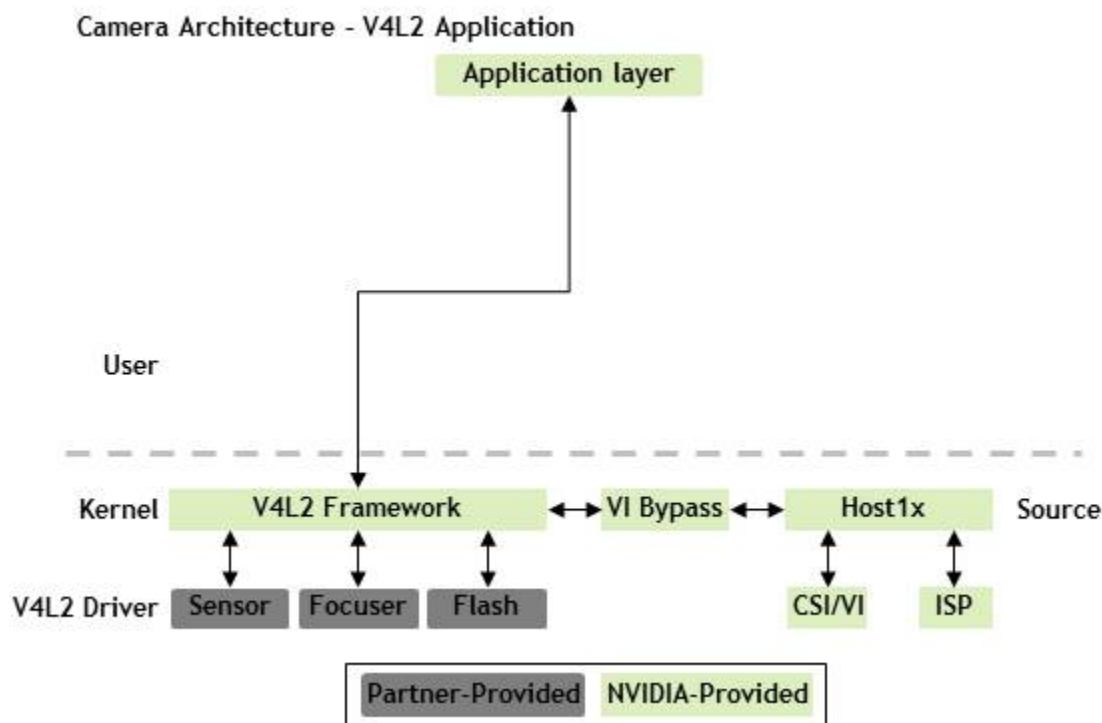 Camera Architecture - V4L2 Application
Application layer
User
Kernel V4L2 Framework VI Bypass Host1x Source
V4L2 Driver Sensor Focuser Flash CSI/VI ISP
Partner-Provided NVIDIA-Provided